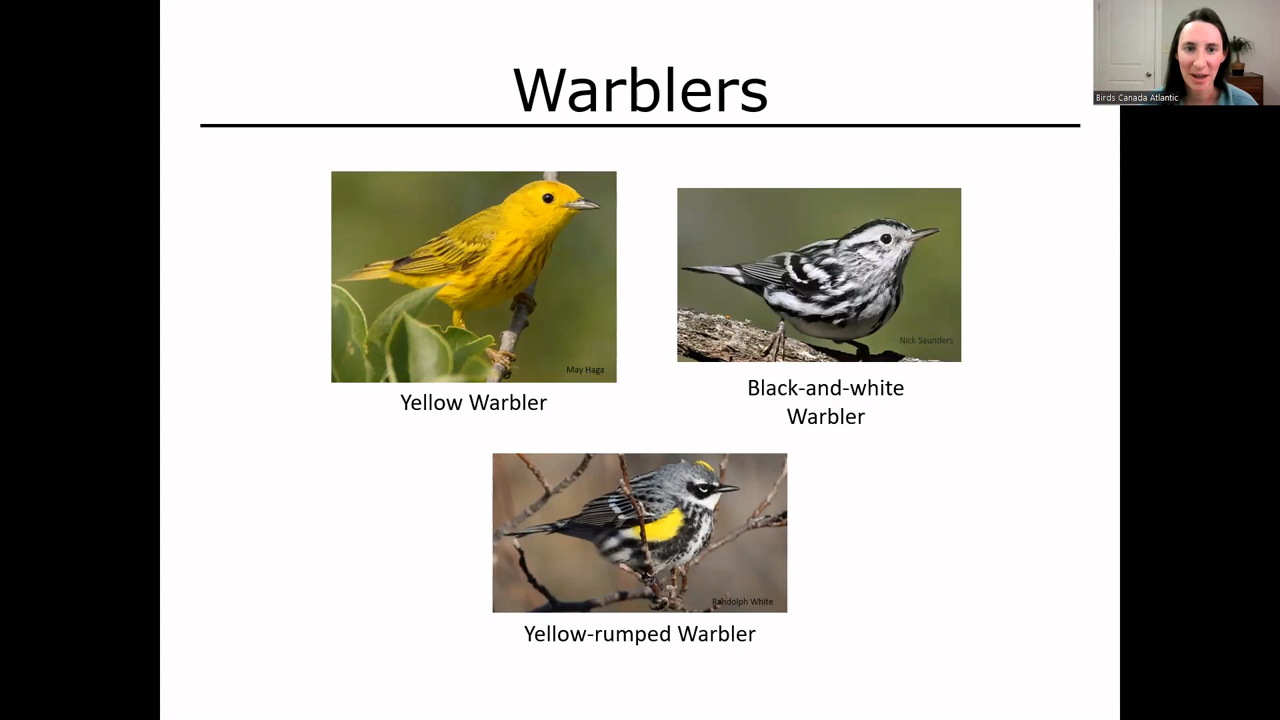 Warblers
Birds Canada Atlantic
May Haga
Nick Saunders
Yellow Warbler
Black-and-white
Warbler
Randolph White
Yellow-rumped Warbler